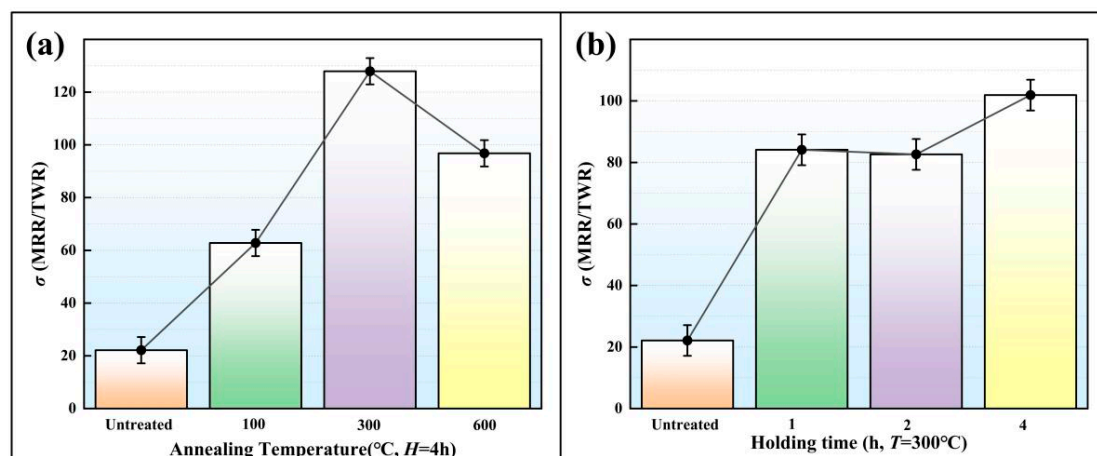 (a)
σ (MRR/TWR)
120
100
80
60
40
20
0
Untreated 100 300 600
Annealing Temperature(℃, H=4h)
(b)
σ (MRR/TWR)
100
80
60
40
20
0
Untreated 1 2 4
Holding time (h, T=300℃)